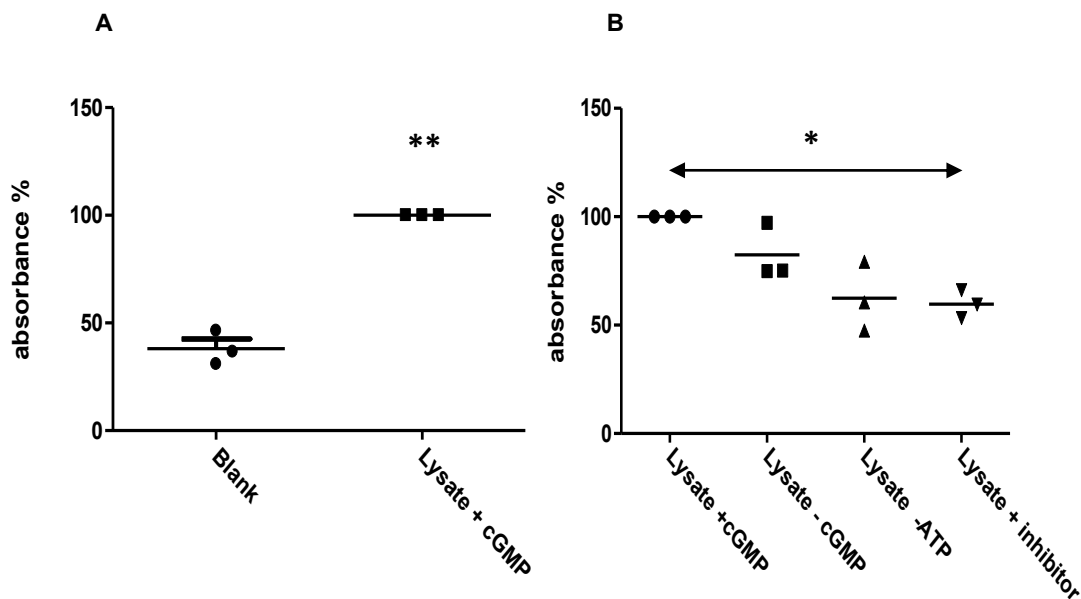 A
absorbance %
150
100
50
0
**
Blank
Lysate + cGMP
B
absorbance %
150
100
50
0
*
Lysate +cGMP
Lysate - cGMP
Lysate -ATP
Lysate + inhibitor